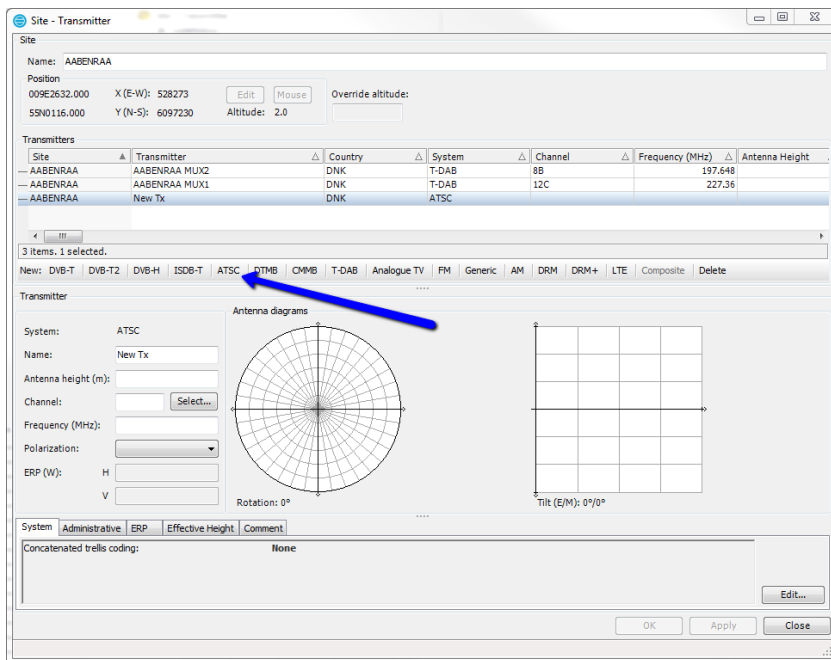 Site - Transmitter
Site
Name: AABENRAA
Position
009E2632.000 X (E-W): 528273 Edit Mouse Override altitude:
55N0116.000 Y (N-S): 6097230 Altitude: 2.0
Transmitters
Site Transmitter Country System Channel Frequency (MHz) Antenna Height
AABENRAA AABENRAA MUX2 DNK T-DAB 8B 197.648
AABENRAA AABENRAA MUX1 DNK T-DAB 12C 227.36
AABENRAA New Tx DNK ATSC
3 items. 1 selected.
New: DVB-T DVB-T2 DVB-H ISDB-T ATSC DTMB CMMB T-DAB Analogue TV FM Generic AM DRM DRM+ LTE Composite Delete
Transmitter
Antenna diagrams
System: ATSC
Name: New Tx
Antenna height (m):
Channel: Select...
Frequency (MHz):
Polarization:
ERP (W): H
V
Rotation: 0° Tilt (E/M): 0°/0°
System Administrative ERP Effective Height Comment
Concatenated trellis coding: None
Edit...
OK Apply Close